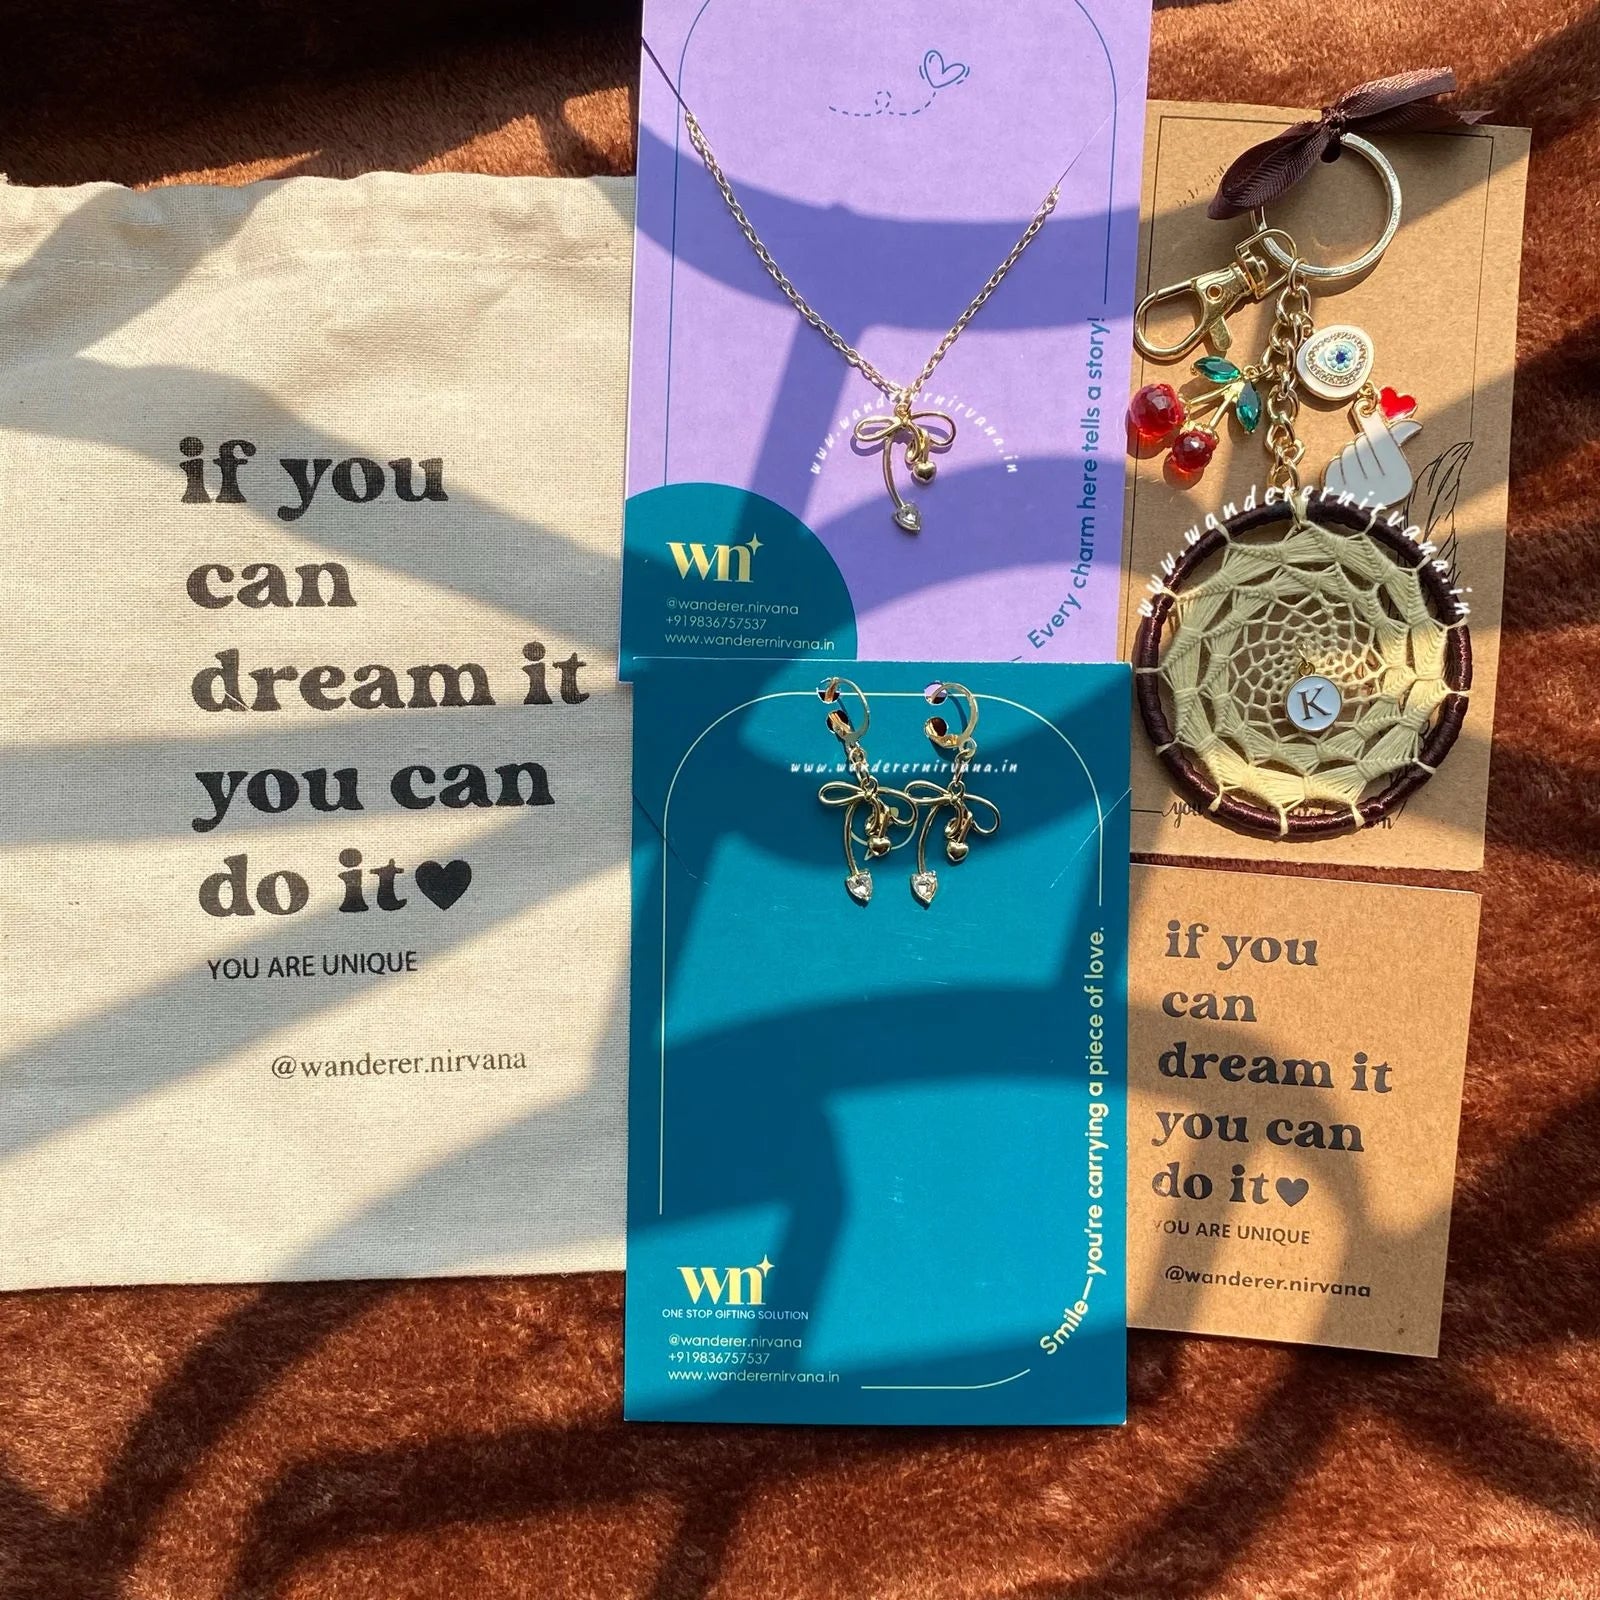 if you
can
dream it
you can
do it♥
YOU ARE UNIQUE
@wanderer.nirvana
www.wanderernirvana.in
Every charm here tells a story!
wn
@wanderer.nirvana
+919836757537
www.wanderernirvana.in
www.wanderernirvana.in
Smile—you're carrying a piece of love.
wn
ONE STOP GIFTING SOLUTION
@wanderer.nirvana
+919836757537
www.wanderernirvana.in
www.wanderernirvana.in
K
if you
can
dream it
you can
do it♥
YOU ARE UNIQUE
@wanderer.nirvana